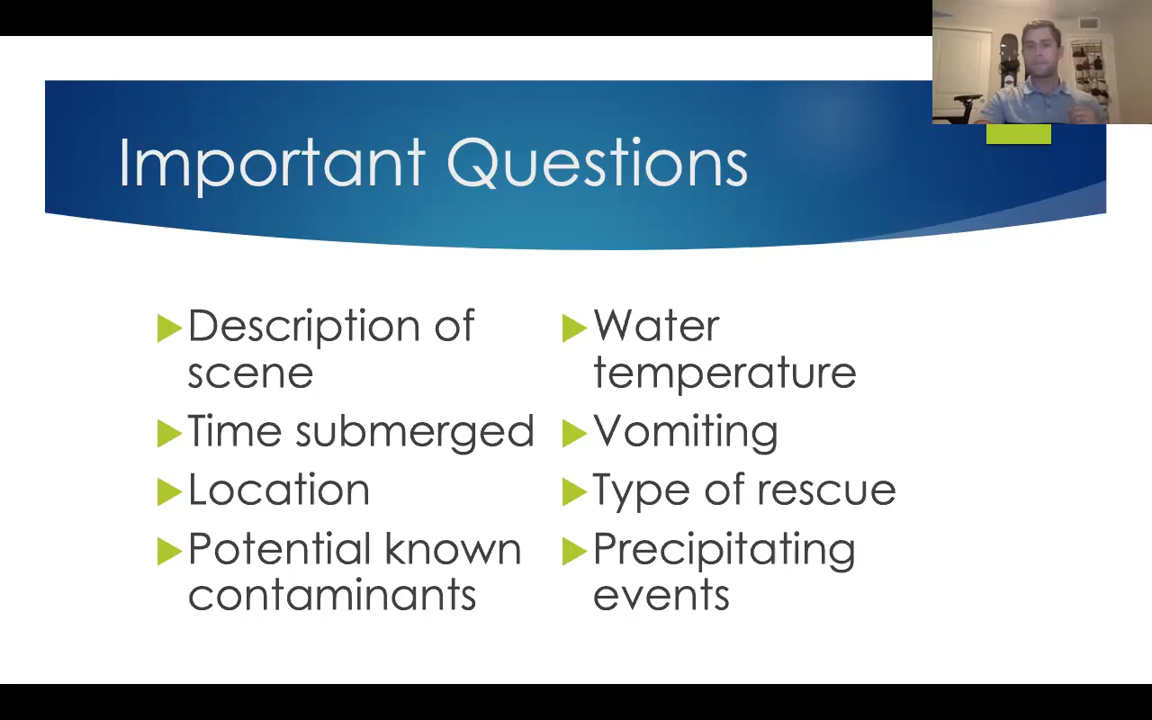 Important Questions
Description of
scene
Time submerged
Location
Potential known
contaminants
Water
temperature
Vomiting
Type of rescue
Precipitating
events